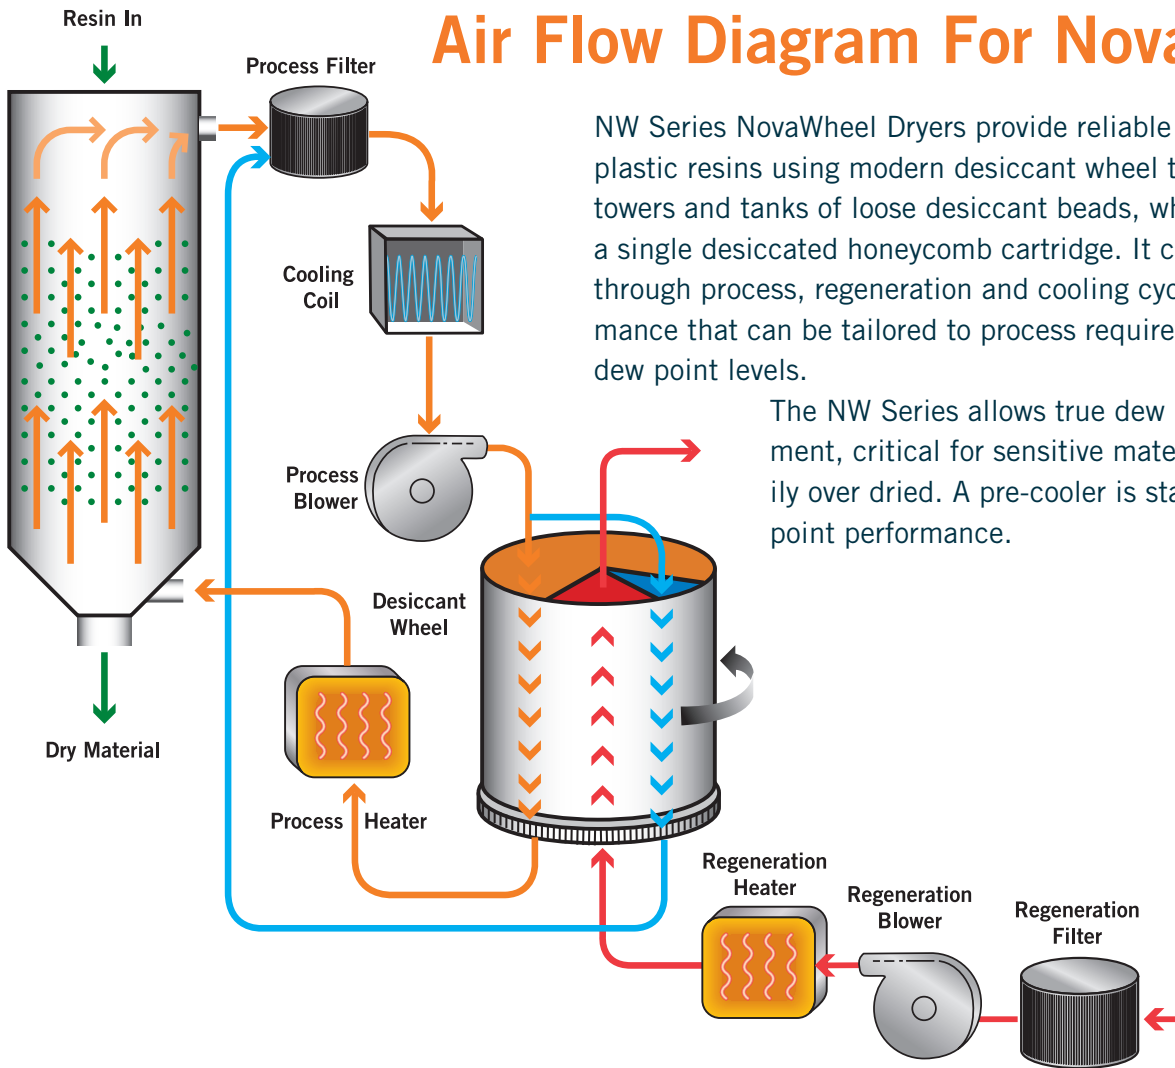 Air Flow Diagram For Nova
Resin In
Process Filter
NW Series NovaWheel Dryers provide reliable
plastic resins using modern desiccant wheel t
towers and tanks of loose desiccant beads, wh
a single desiccated honeycomb cartridge. It c
through process, regeneration and cooling cyc
mance that can be tailored to process require
dew point levels.
Cooling
Coil
The NW Series allows true dew
ment, critical for sensitive mate
ily over dried. A pre-cooler is sta
point performance.
Process
Blower
Desiccant
Wheel
Dry Material
Process Heater
Regeneration
Heater
Regeneration
Blower
Regeneration
Filter